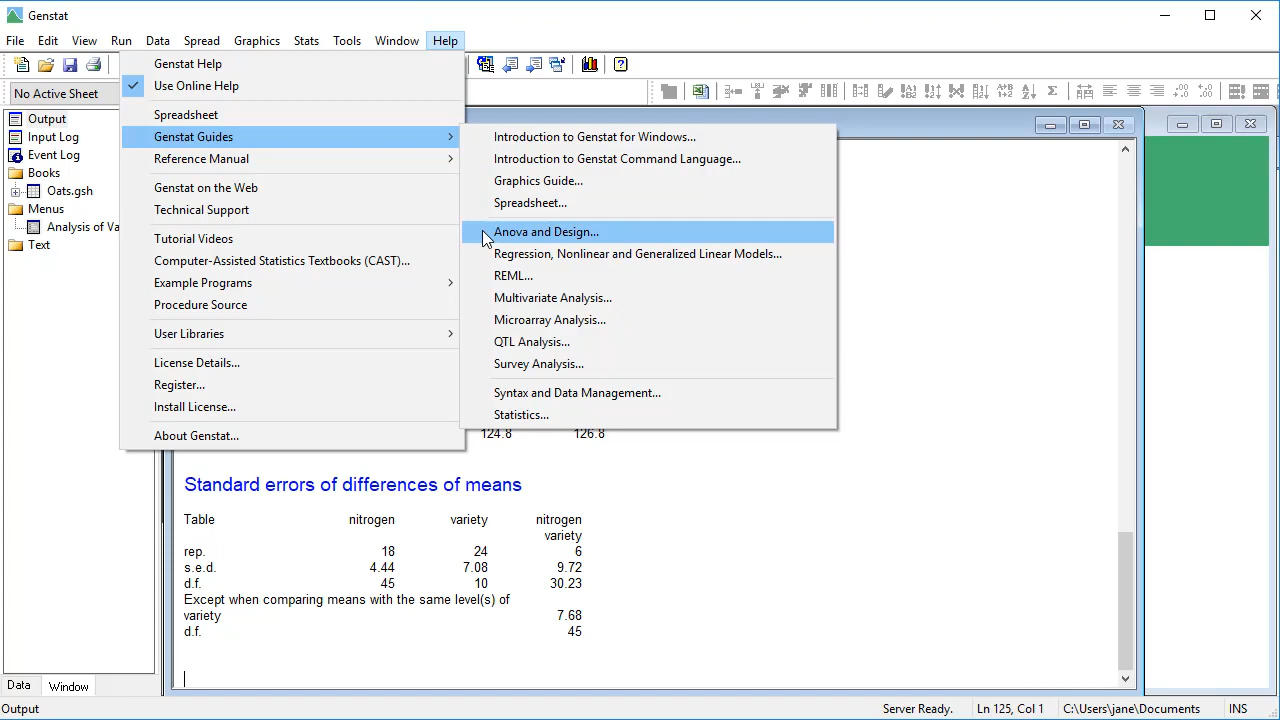 Genstat
File Edit View Run Data Spread Graphics Stats Tools Window Help
No Active Sheet
Output
Input Log
Event Log
Books
Oats.gsh
Menus
Analysis of Va
Text
Genstat Help
Use Online Help
Spreadsheet
Genstat Guides
Reference Manual
Genstat on the Web
Technical Support
Tutorial Videos
Computer-Assisted Statistics Textbooks (CAST)...
Example Programs
Procedure Source
User Libraries
License Details...
Register...
Install License...
About Genstat...
Introduction to Genstat for Windows...
Introduction to Genstat Command Language...
Graphics Guide...
Spreadsheet...
Anova and Design...
Regression, Nonlinear and Generalized Linear Models...
REML...
Multivariate Analysis...
Microarray Analysis...
QTL Analysis...
Survey Analysis...
Syntax and Data Management...
Statistics...
124.8 126.8
Standard errors of differences of means
Table nitrogen variety nitrogen
variety
rep. 18 24 6
s.e.d. 4.44 7.08 9.72
d.f. 45 10 30.23
Except when comparing means with the same level(s) of
variety 7.68
d.f. 45
Data Window
Output Server Ready. Ln 125, Col 1 C:\Users\jane\Documents INS